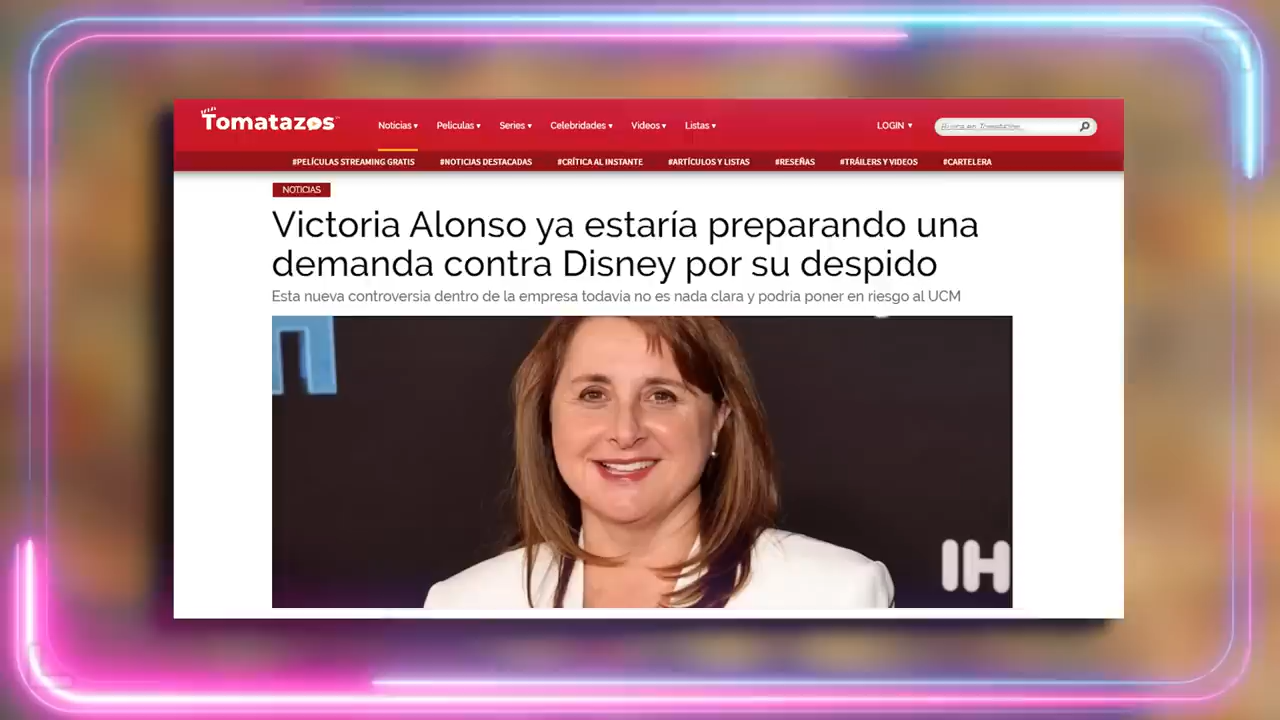 Tomatazos
Noticias Películas Series Celebridades Videos Listas LOGIN
#PELÍCULAS STREAMING GRATIS #NOTICIAS DESTACADAS #CRÍTICA AL INSTANTE #ARTÍCULOS Y LISTAS #RESEÑAS #TRÁILERS Y VIDEOS #CARTELERA
NOTICIAS
Victoria Alonso ya estaría preparando una
demanda contra Disney por su despido
Esta nueva controversia dentro de la empresa todavia no es nada clara y podría poner en riesgo al UCM
IH